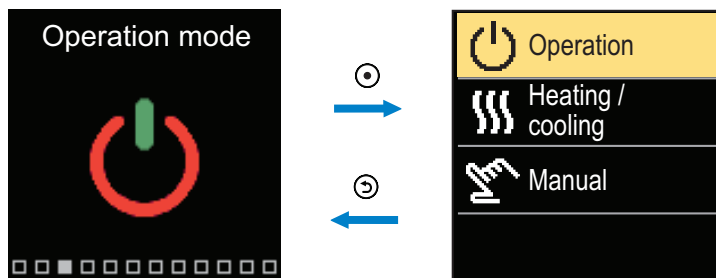 Operation mode
Operation
Heating /
cooling
Manual